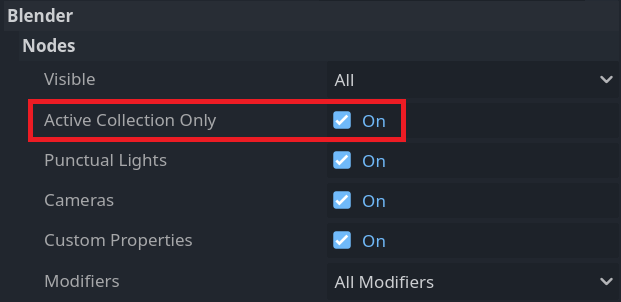 Blender
Nodes
Visible All
Active Collection Only On
Punctual Lights On
Cameras On
Custom Properties On
Modifiers All Modifiers